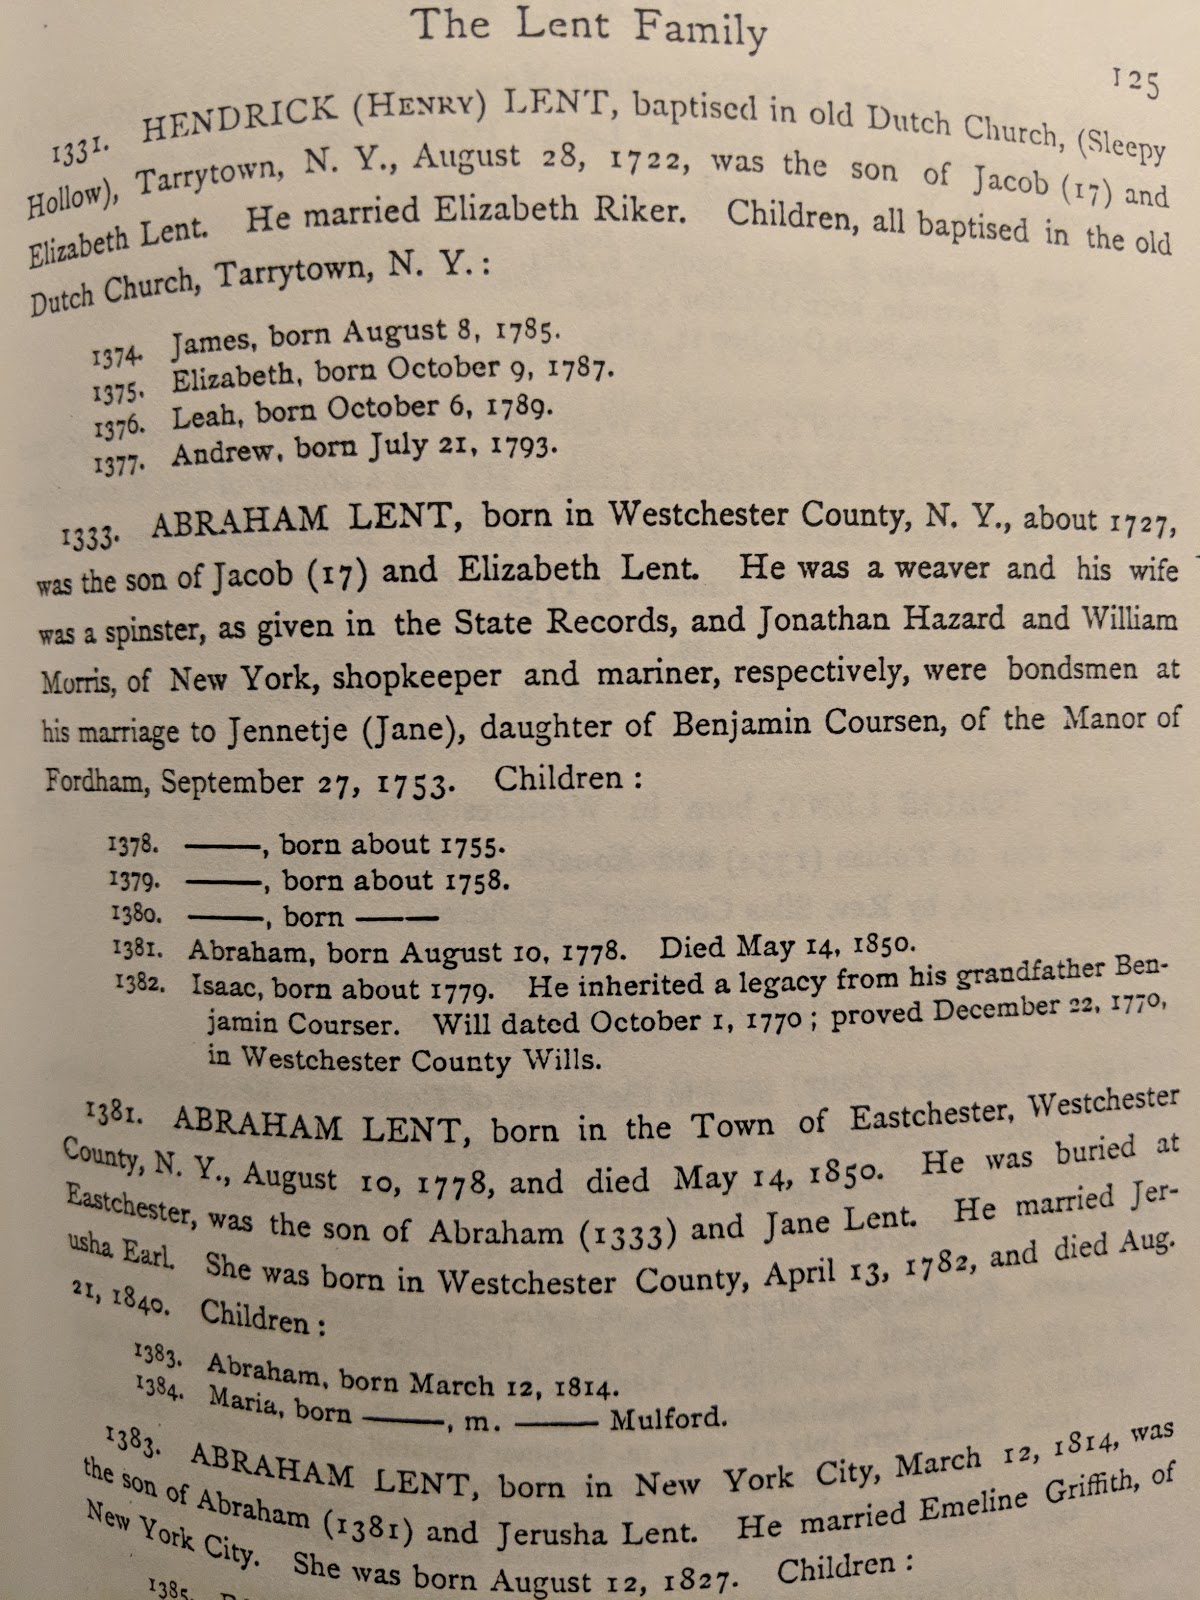 The Lent Family
125
1331. HENDRICK (HENRY) LENT, baptised in old Dutch Church, (Sleepy
Hollow), Tarrytown, N. Y., August 28, 1722, was the son of Jacob (17) and
Elizabeth Lent. He married Elizabeth Riker. Children, all baptised in the old
Dutch Church, Tarrytown, N. Y.:
1374. James, born August 8, 1785.
1375. Elizabeth, born October 9, 1787.
1376. Leah, born October 6, 1789.
1377. Andrew, born July 21, 1793.
1333. ABRAHAM LENT, born in Westchester County, N. Y., about 1727,
was the son of Jacob (17) and Elizabeth Lent. He was a weaver and his wife
was a spinster, as given in the State Records, and Jonathan Hazard and William
Morris, of New York, shopkeeper and mariner, respectively, were bondsmen at
his marriage to Jennetje (Jane), daughter of Benjamin Coursen, of the Manor of
Fordham, September 27, 1753. Children:
1378. ——, born about 1755.
1379. ——, born about 1758.
1380. ——, born ——
1381. Abraham, born August 10, 1778. Died May 14, 1850.
1382. Isaac, born about 1779. He inherited a legacy from his grandfather Ben-
jamin Courser. Will dated October 1, 1770; proved December 22, 1770,
in Westchester County Wills.
1381. ABRAHAM LENT, born in the Town of Eastchester, Westchester
County, N. Y., August 10, 1778, and died May 14, 1850. He was buried at
Eastchester, was the son of Abraham (1333) and Jane Lent. He married Jer-
usha Earl. She was born in Westchester County, April 13, 1782, and died Aug.
21, 1840. Children:
1383. Abraham, born March 12, 1814.
1384. Maria, born ——, m. —— Mulford.
1383. ABRAHAM LENT, born in New York City, March 12, 1814, was
the son of Abraham (1381) and Jerusha Lent. He married Emeline Griffith, of
New York City. She was born August 12, 1827. Children:
1385.